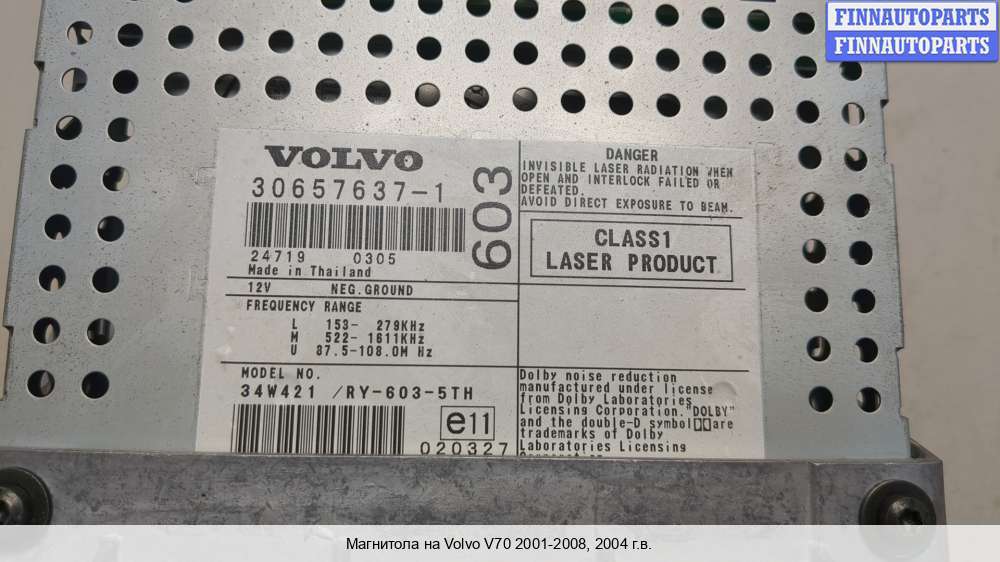 FINNAUTOPARTS
FINNAUTOPARTS
VOLVO
30657637-1
603
24719 0305
Made in Thailand
12V NEG.GROUND
FREQUENCY RANGE
L 153- 279KHz
M 522- 1611KHz
U 87.5-108.0M Hz
MODEL NO.
34W421 /RY-603-5TH
e11
020327
DANGER
INVISIBLE LASER RADIATION WHEN
OPEN AND INTERLOCK FAILED OR
DEFEATED.
AVOID DIRECT EXPOSURE TO BEAM.
CLASS1
LASER PRODUCT
Dolby noise reduction
manufactured under license
from Dolby Laboratories
Licensing Corporation."DOLBY"
and the double-D symbol are
trademarks of Dolby
Laboratories Licensing
Магнитола на Volvo V70 2001-2008, 2004 г.в.